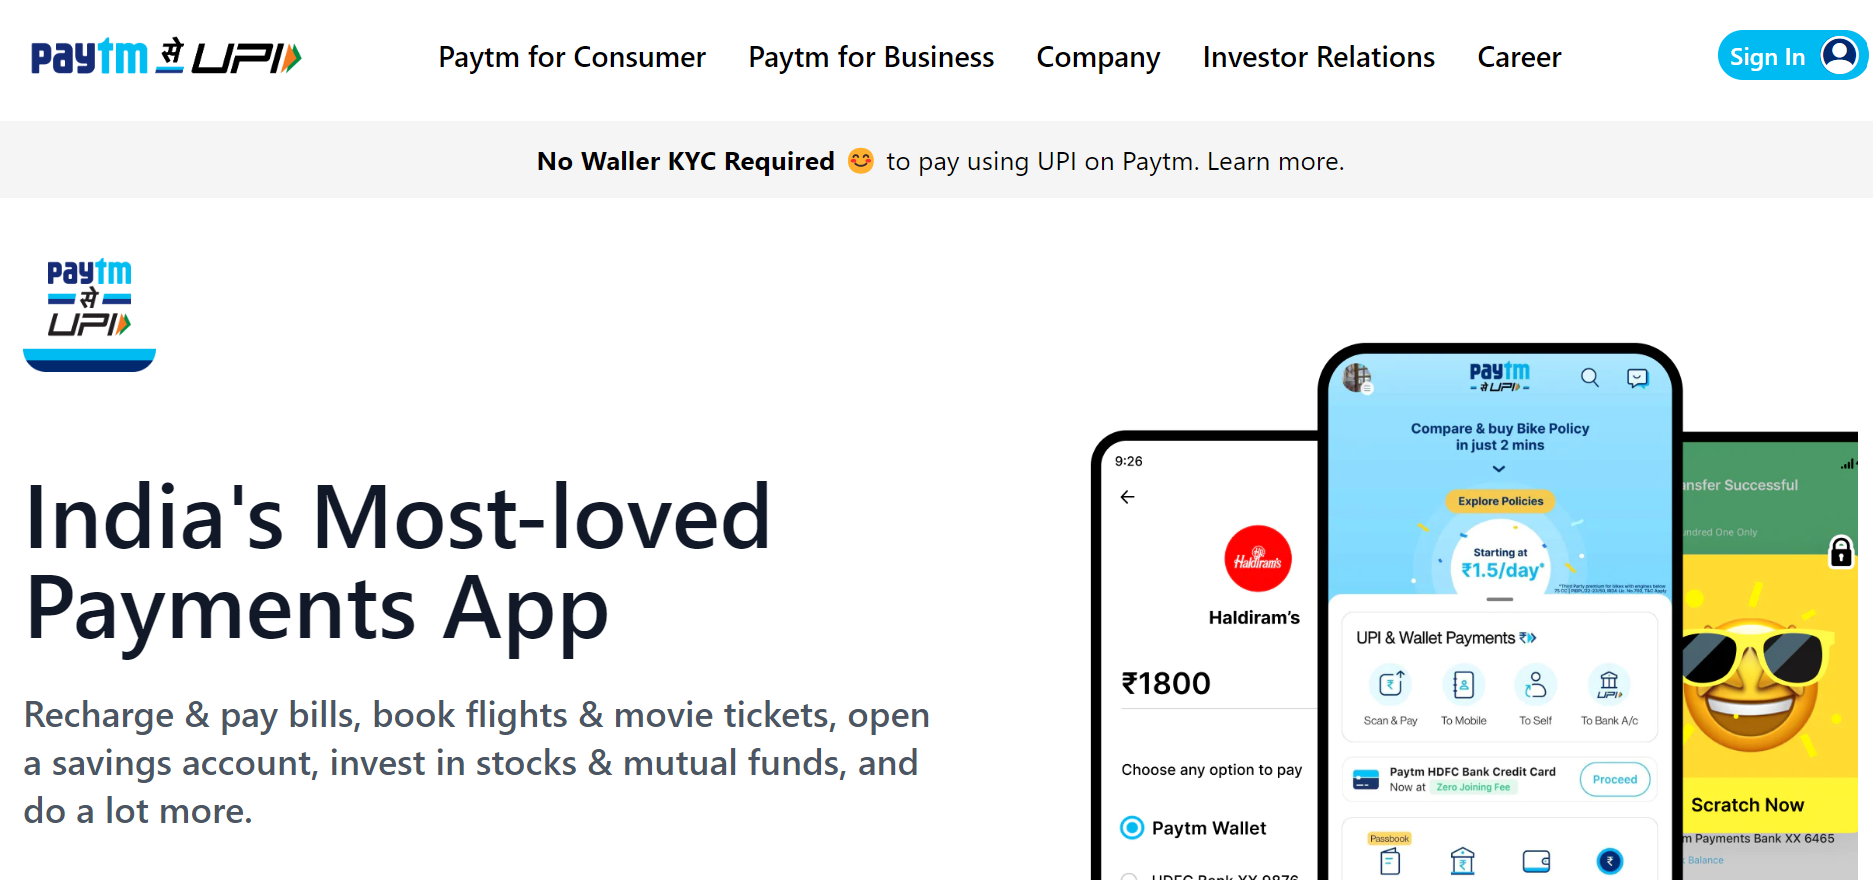 paytm से UPI
Paytm for Consumer
Paytm for Business
Company
Investor Relations
Career
Sign In
No Waller KYC Required 😊 to pay using UPI on Paytm. Learn more.
paytm
से
UPI
India's Most-loved
Payments App
Recharge & pay bills, book flights & movie tickets, open
a savings account, invest in stocks & mutual funds, and
do a lot more.
9:26
Haldiram's
Haldiram's
₹1800
Choose any option to pay
Paytm Wallet
HDFC Bank XX 9876
paytm
से UPI
Compare & buy Bike Policy
in just 2 mins
Explore Policies
Starting at
₹1.5/day*
UPI & Wallet Payments
Scan & Pay
To Mobile
To Self
To Bank A/c
UPI
Paytm HDFC Bank Credit Card
Now at Zero Joining Fee
Proceed
Passbook
Successful
One Only
Scratch Now
Payments Bank XX 6465
Balance